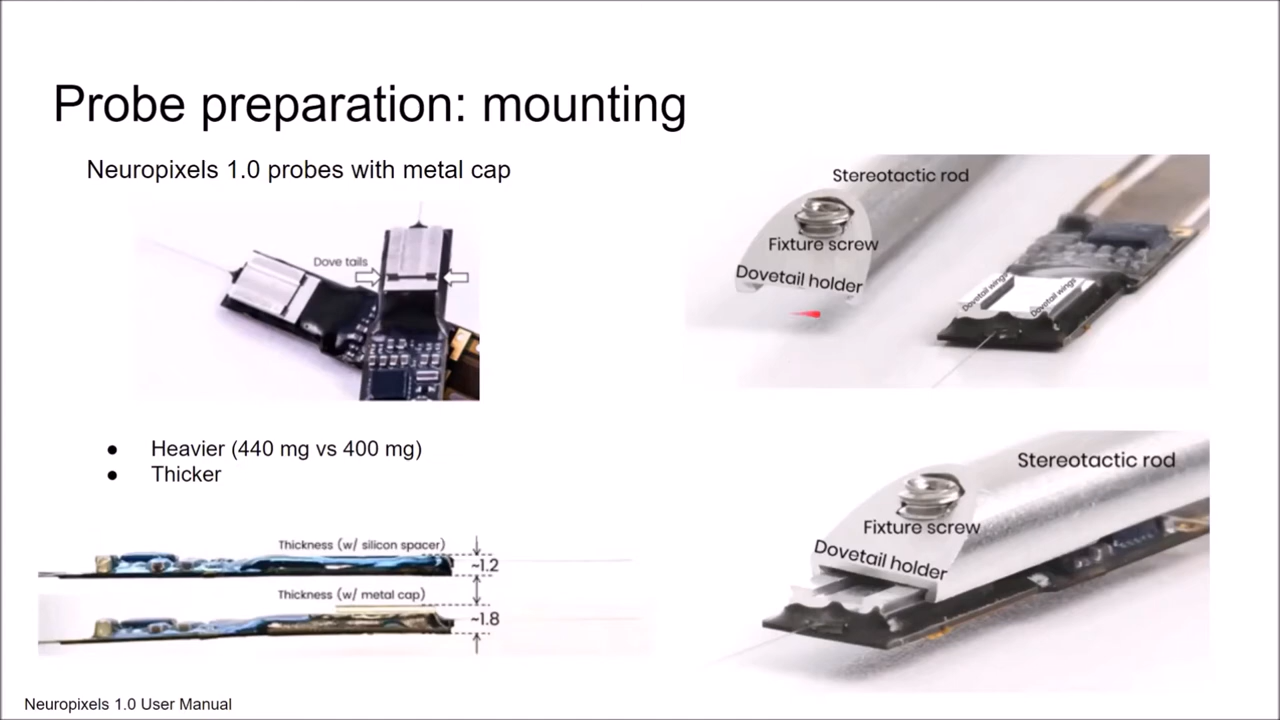 Probe preparation: mounting
Neuropixels 1.0 probes with metal cap
Dove tails
● Heavier (440 mg vs 400 mg)
● Thicker
Thickness (w/ silicon spacer)
~1.2
Thickness (w/ metal cap)
~1.8
Stereotactic rod
Fixture screw
Dovetail holder
Dovetail wings
Dovetail wings
Stereotactic rod
Fixture screw
Dovetail holder
Neuropixels 1.0 User Manual